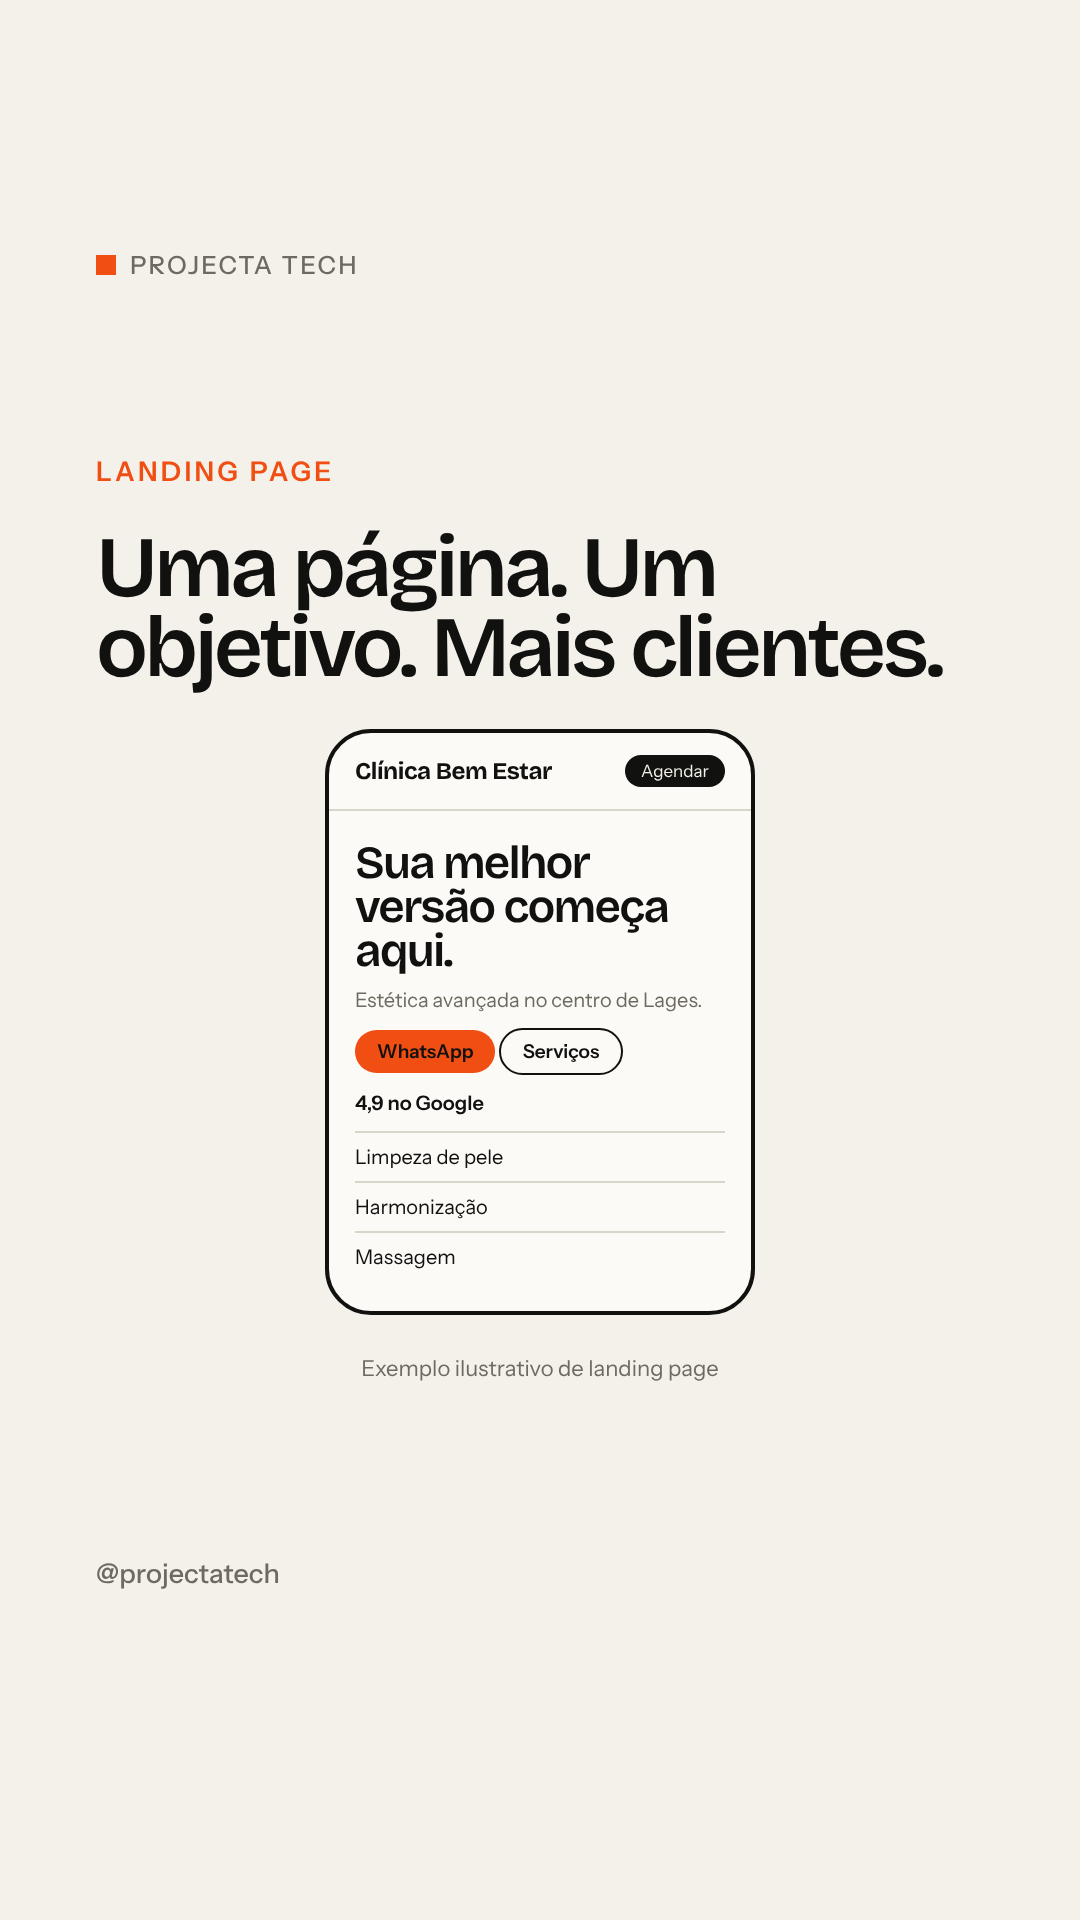 PROJECTA TECH
LANDING PAGE
Uma página. Um
objetivo. Mais clientes.
Clínica Bem Estar
Agendar
Sua melhor
versão começa
aqui.
Estética avançada no centro de Lages.
WhatsApp
Serviços
4,9 no Google
Limpeza de pele
Harmonização
Massagem
Exemplo ilustrativo de landing page
@projectatech